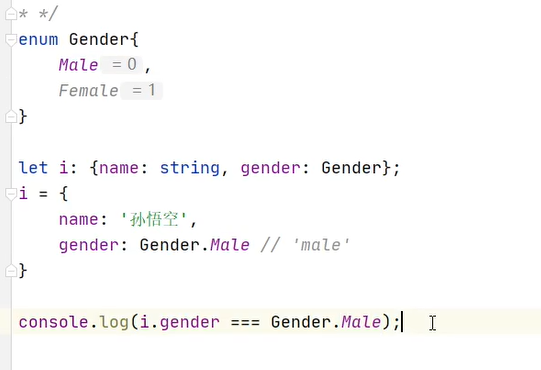 * */
enum Gender{
    Male = 0,
    Female = 1
}
let i: {name: string, gender: Gender};
i = {
    name: '孙悟空',
    gender: Gender.Male // 'male'
}
console.log(i.gender === Gender.Male);